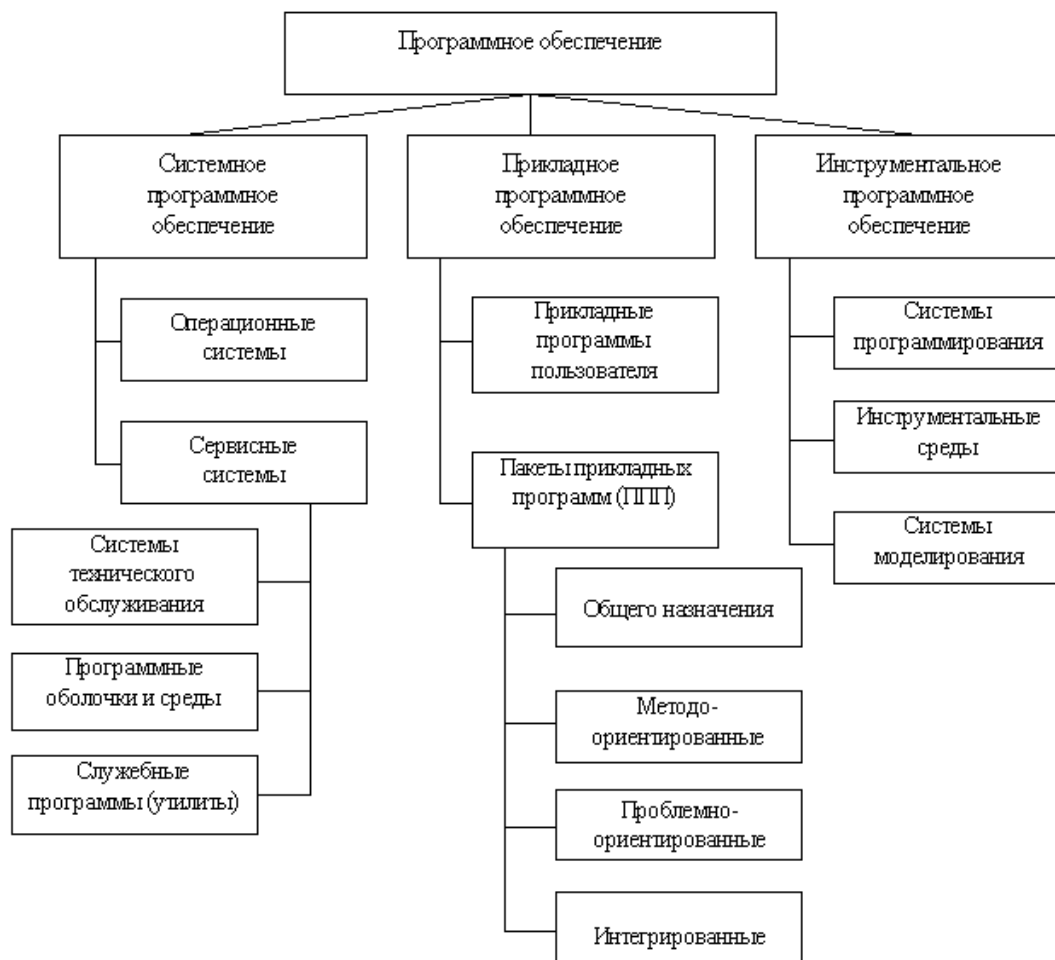 Программное обеспечение
Системное
программное
обеспечение
Прикладное
программное
обеспечение
Инструментальное
программное
обеспечение
Операционные
системы
Сервисные
системы
Системы
технического
обслуживания
Программные
оболочки и среды
Служебные
программы (утилиты)
Прикладные
программы
пользователя
Пакеты прикладных
программ (ППП)
Общего назначения
Методо-
ориентированные
Проблемно-
ориентированные
Интегрированные
Системы
программирования
Инструментальные
среды
Системы
моделирования